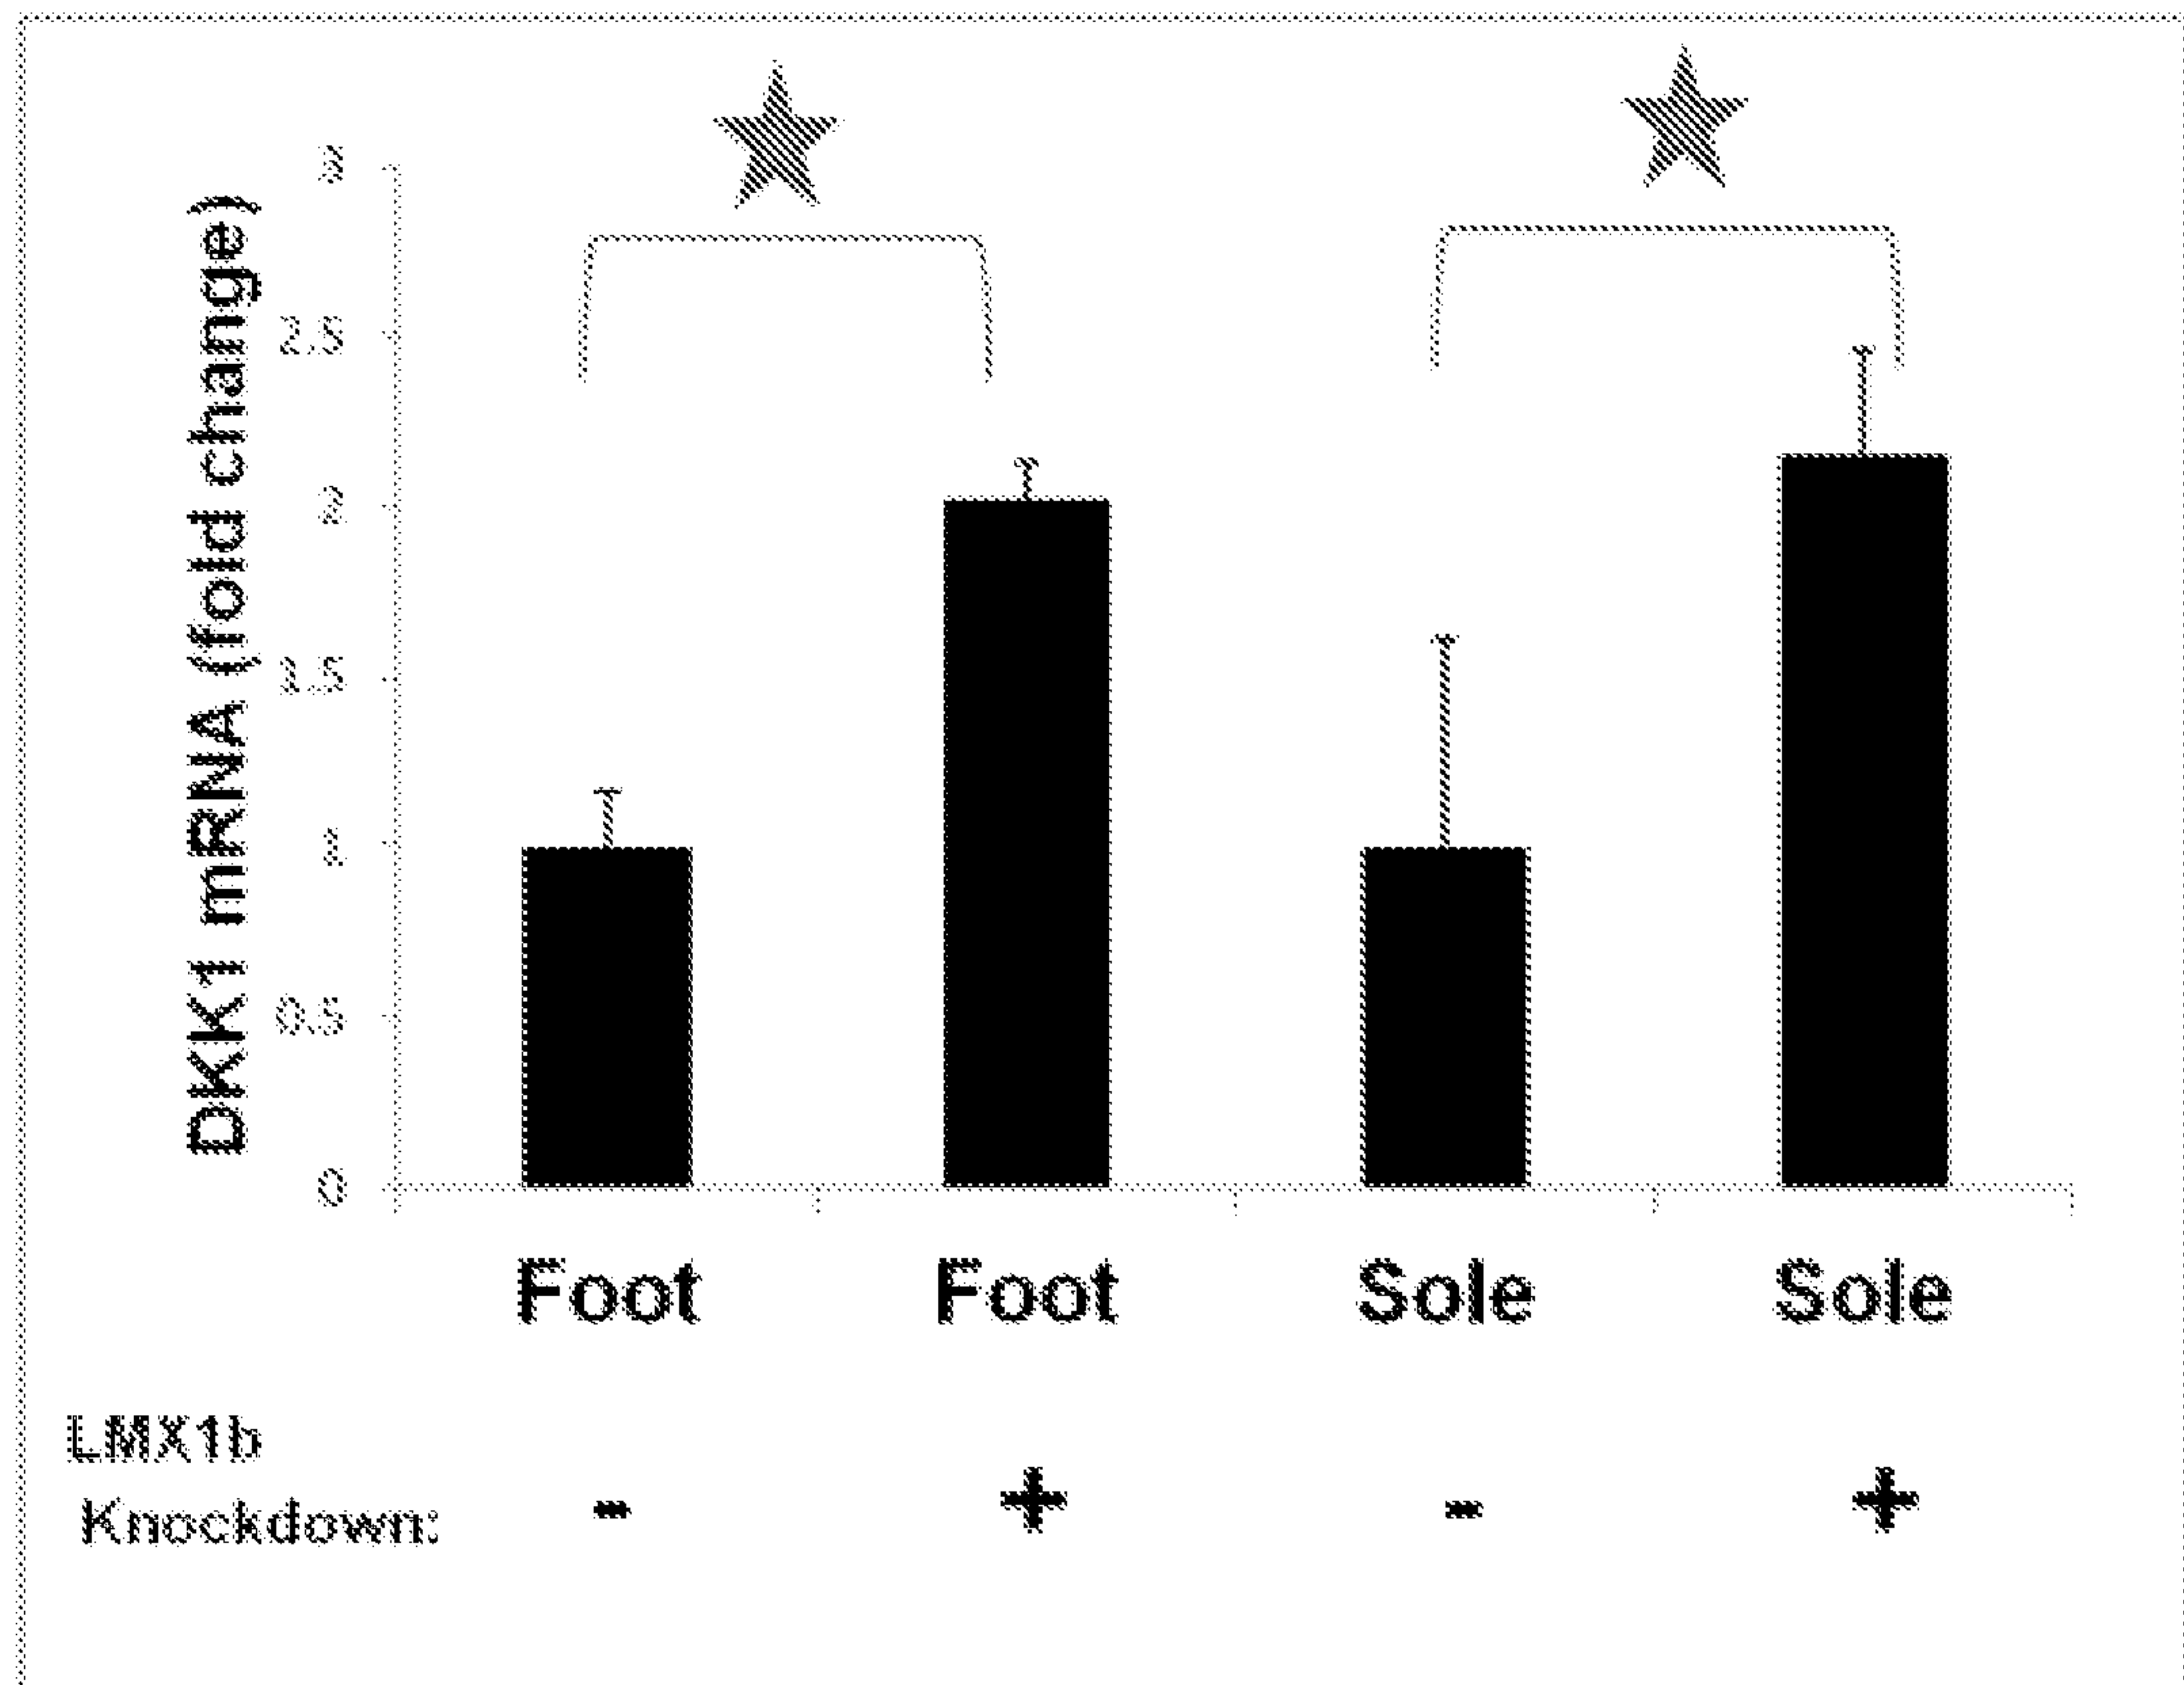 DKK1 mRNA (fold change)
3
2.5
2
1.5
1
0.5
0
Foot Foot Sole Sole
LMX1b
Knockdown: - + - +